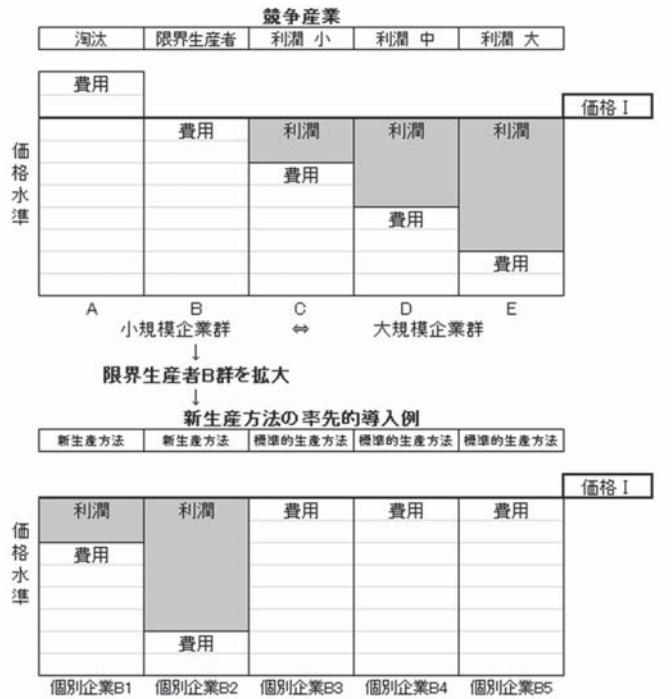 競争産業
淘汰 限界生産者 利潤 小 利潤 中 利潤 大
費用
価格 I
費用 利潤 利潤 利潤
価格水準
費用
費用
費用
A B C D E
小規模企業群 ⇔ 大規模企業群
↓
限界生産者B群を拡大
↓
新生産方法の率先的導入例
新生産方法 新生産方法 標準的生産方法 標準的生産方法 標準的生産方法
価格 I
利潤 利潤 費用 費用 費用
価格水準
費用
費用
個別企業B1 個別企業B2 個別企業B3 個別企業B4 個別企業B5